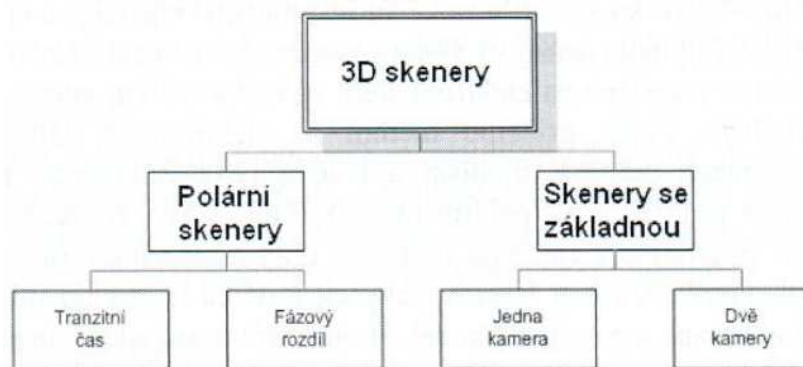 3D skenery
Polární
skenery
Skenery se
základnou
Tranzitní
čas
Fázový
rozdíl
Jedna
kamera
Dvě
kamery